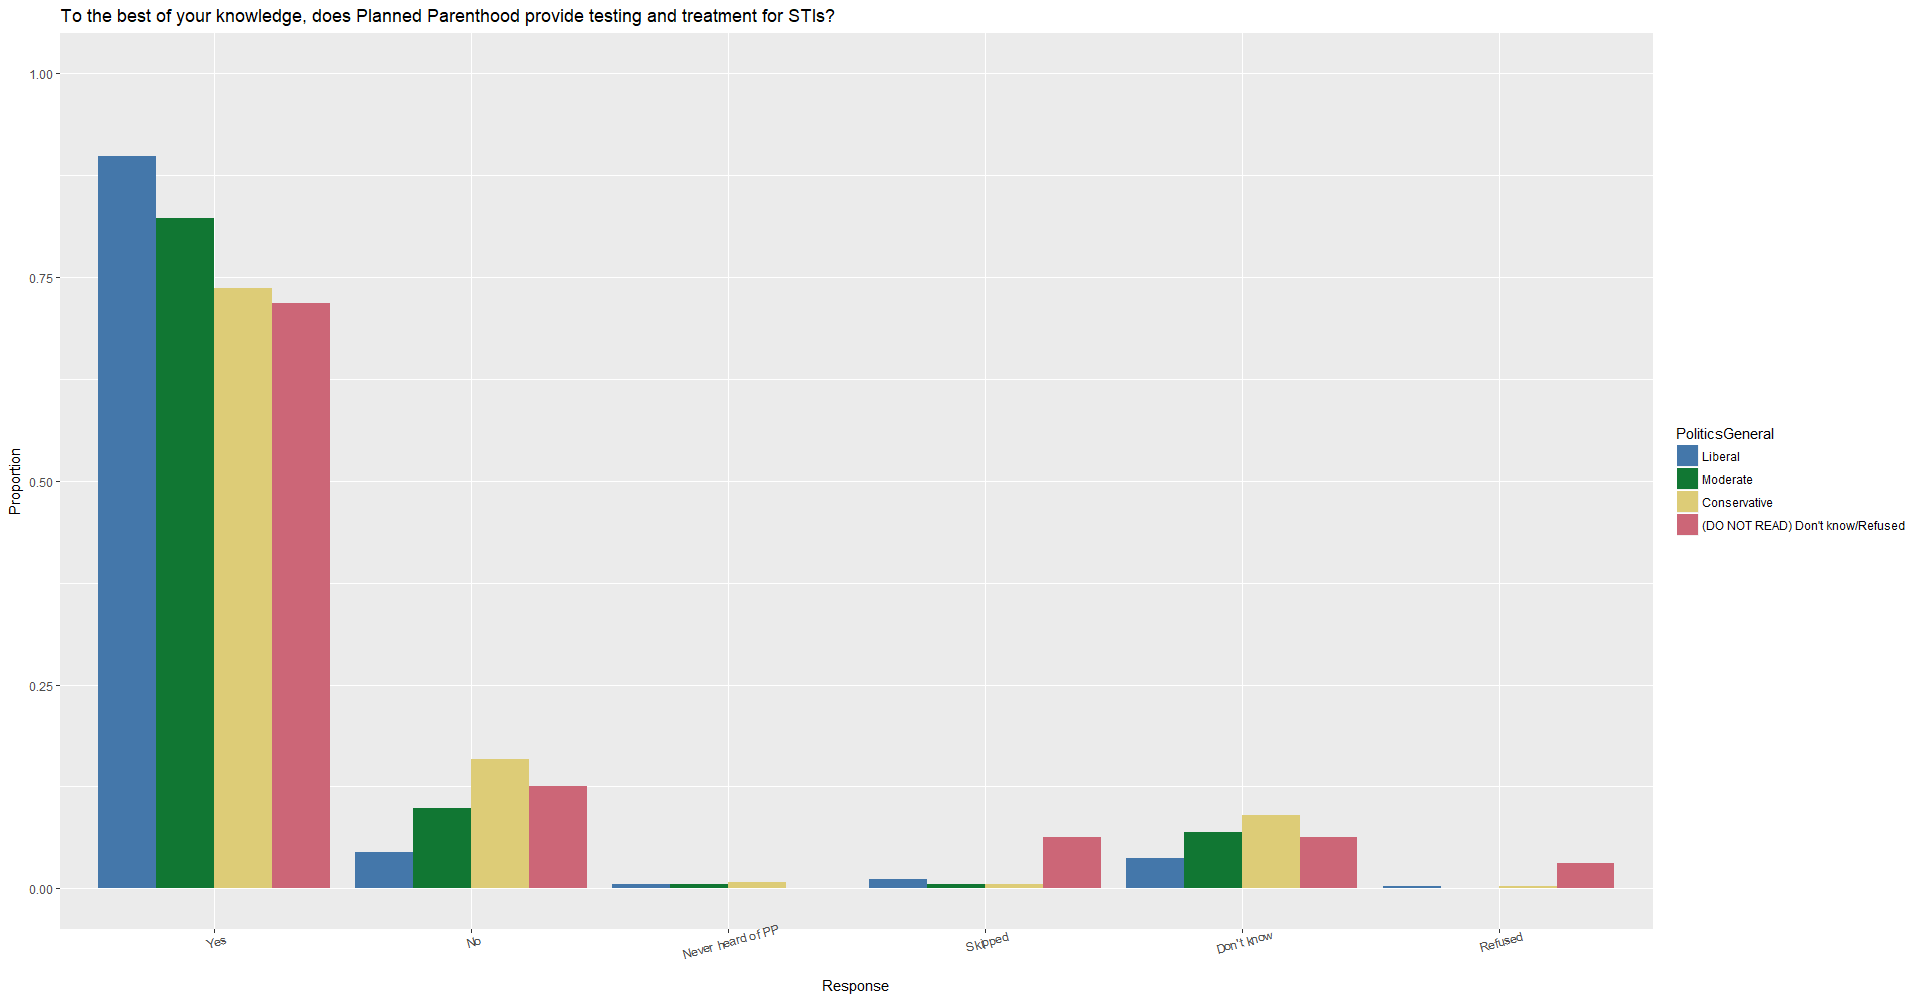 To the best of your knowledge, does Planned Parenthood provide testing and treatment for STIs?
1.00
0.75
0.50
0.25
0.00
Proportion
Yes
No
Never heard of PP
Skipped
Don't know
Refused
Response
PoliticsGeneral
Liberal
Moderate
Conservative
(DO NOT READ) Don't know/Refused